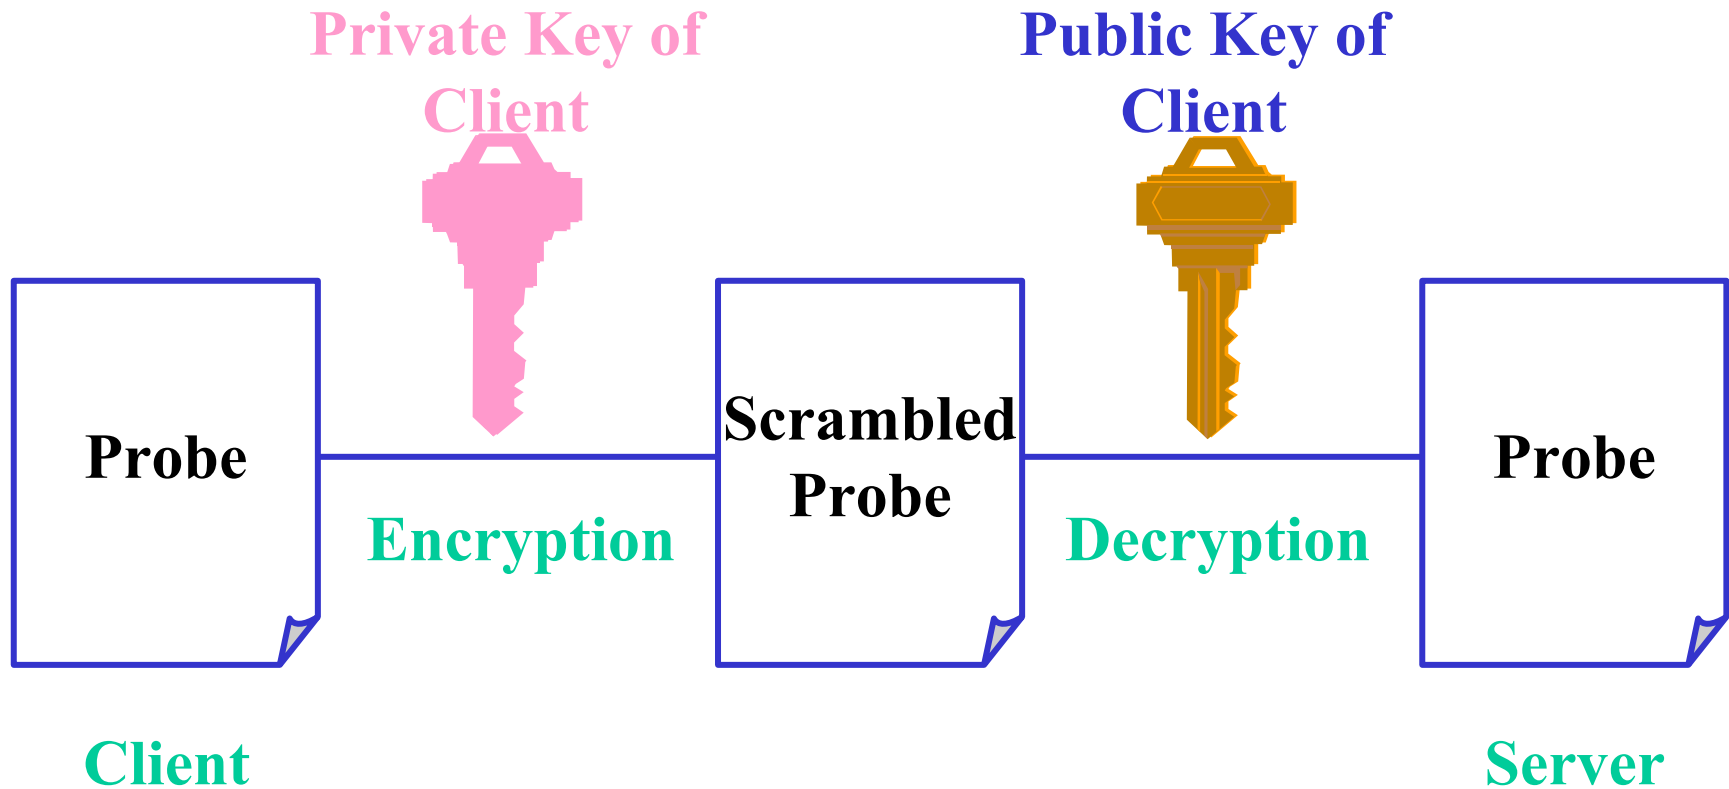 Private Key of
Client
Public Key of
Client
Probe
Scrambled
Probe
Probe
Encryption
Decryption
Client
Server